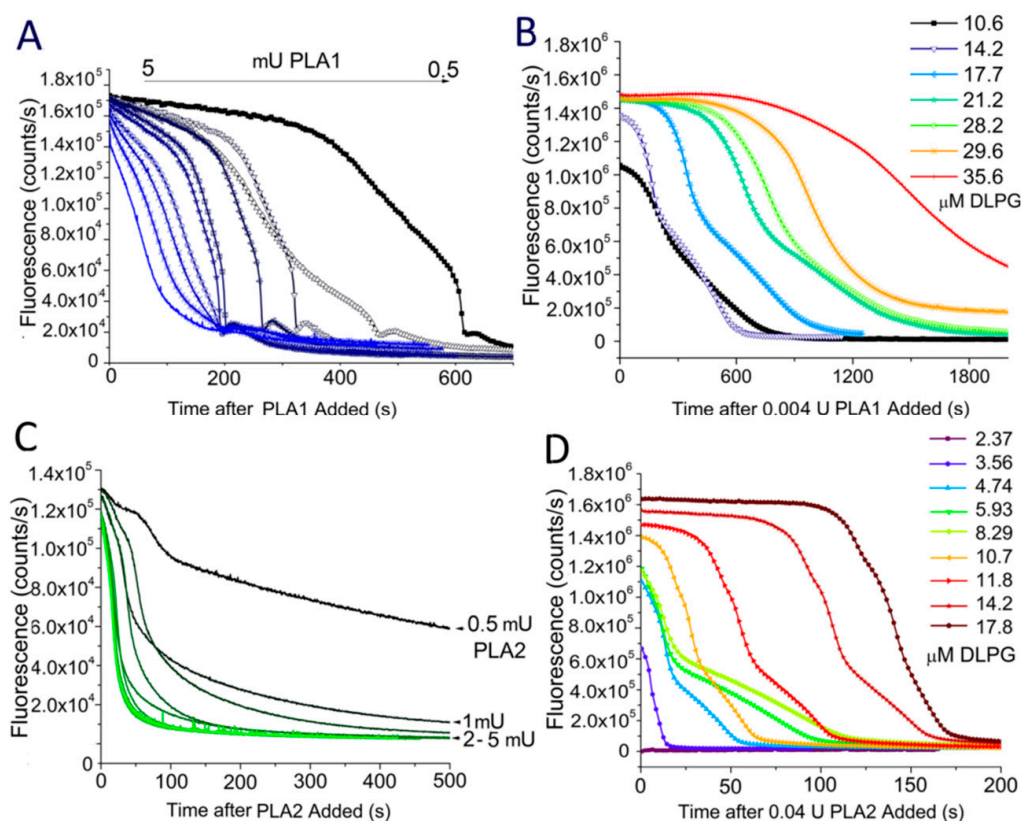 A
5 mU PLA1 0.5
Fluorescence (counts/s)
1.8x10⁵
1.6x10⁵
1.4x10⁵
1.2x10⁵
1.0x10⁵
8.0x10⁴
6.0x10⁴
4.0x10⁴
2.0x10⁴
0
0 200 400 600
Time after PLA1 Added (s)
B
Fluorescence (counts/s)
1.8x10⁶
1.6x10⁶
1.4x10⁶
1.2x10⁶
1.0x10⁶
8.0x10⁵
6.0x10⁵
4.0x10⁵
2.0x10⁵
0
0 600 1200 1800
Time after 0.004 U PLA1 Added (s)
10.6
14.2
17.7
21.2
28.2
29.6
35.6
μM DLPG
C
Fluorescence (counts/s)
1.4x10⁵
1.2x10⁵
1.0x10⁵
8.0x10⁴
6.0x10⁴
4.0x10⁴
2.0x10⁴
0
0 100 200 300 400 500
Time after PLA2 Added (s)
0.5 mU
PLA2
1mU
2-5 mU
D
Fluorescence (counts/s)
1.8x10⁶
1.6x10⁶
1.4x10⁶
1.2x10⁶
1.0x10⁶
8.0x10⁵
6.0x10⁵
4.0x10⁵
2.0x10⁵
0
0 50 100 150 200
Time after 0.04 U PLA2 Added (s)
2.37
3.56
4.74
5.93
8.29
10.7
11.8
14.2
17.8
μM DLPG